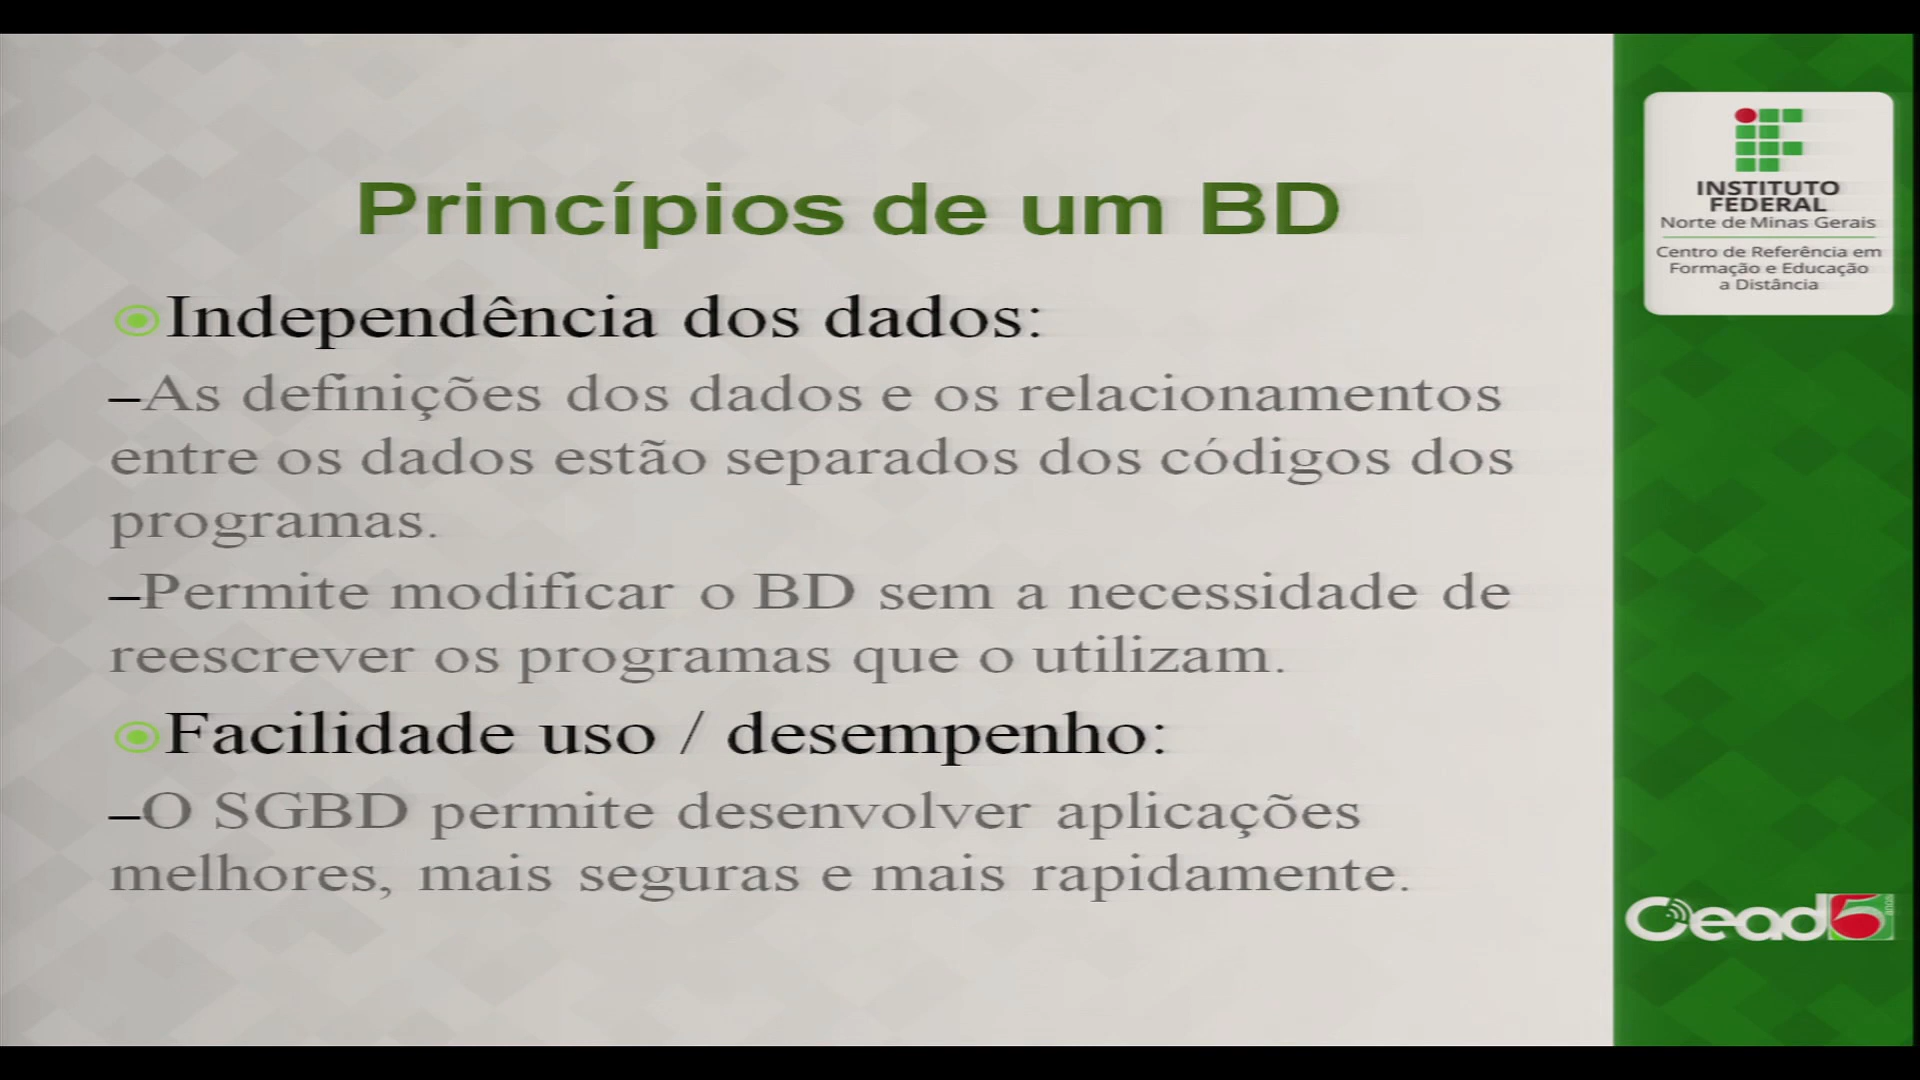 Princípios de um BD
Independência dos dados:
–As definições dos dados e os relacionamentos
entre os dados estão separados dos códigos dos
programas.
–Permite modificar o BD sem a necessidade de
reescrever os programas que o utilizam.
Facilidade uso / desempenho:
–O SGBD permite desenvolver aplicações
melhores, mais seguras e mais rapidamente.
INSTITUTO
FEDERAL
Norte de Minas Gerais
Centro de Referência em
Formação e Educação
a Distância
Cead5